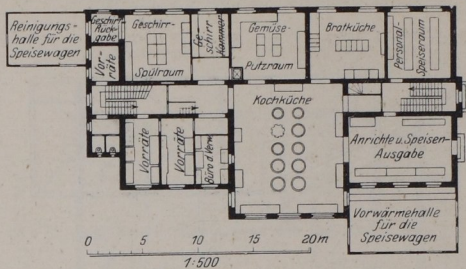 Reinigungs-
halle für die
Speisewagen
Geschirr-
Rück-
gabe
Vor-
räte
Geschirr-
Spülraum
Ge-
schirr-
kammer
Gemüse-
Putzraum
Bratküche
Personal-
Speiseraum
Kochküche
Vorräte
Vorräte
Büro d. Verw.
Anrichte u. Speisen-
Ausgabe
Vorwärmehalle
für die
Speisewagen
0 5 10 15 20 m
1:500